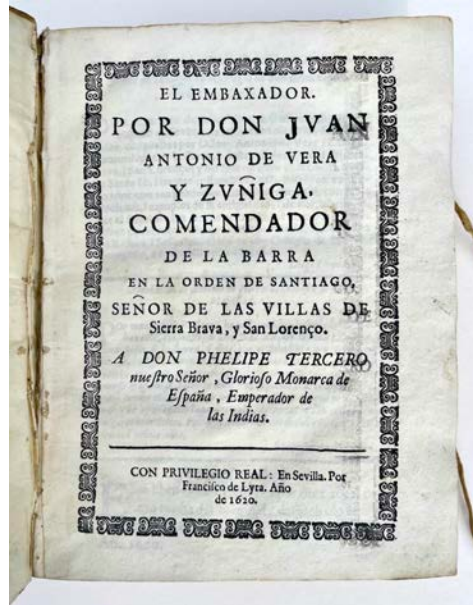 EL EMBAXADOR.
POR DON JVAN
ANTONIO DE VERA
Y ZVÑIGA,
COMENDADOR
DE LA BARRA
EN LA ORDEN DE SANTIAGO,
SEÑOR DE LAS VILLAS DE
Sierra Brava, y San Lorenço.
A DON PHELIPE TERCERO
nueſtro Señor, Glorioſo Monarca de
Eſpaña, Emperador de
las Indias.
CON PRIVILEGIO REAL: En Sevilla. Por
Franciſco de Lyra. Año
de 1620.